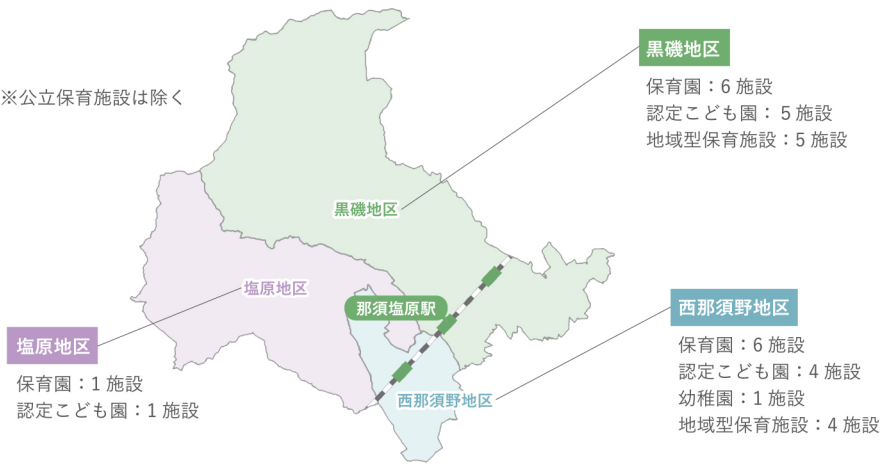 ※公立保育施設は除く
黒磯地区
保育園：6 施設
認定こども園： 5 施設
地域型保育施設：5 施設
黒磯地区
塩原地区
那須塩原駅
西那須野地区
塩原地区
保育園：1 施設
認定こども園：1 施設
西那須野地区
保育園：6 施設
認定こども園：4 施設
幼稚園：1 施設
地域型保育施設：4 施設